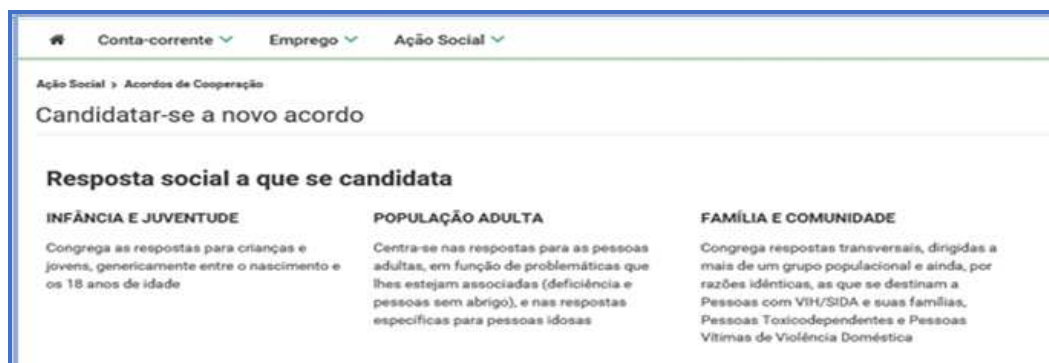 Conta-corrente Emprego Ação Social
Ação Social > Acordos de Cooperação
Candidatar-se a novo acordo
Resposta social a que se candidata
INFÂNCIA E JUVENTUDE
Congrega as respostas para crianças e
jovens, genericamente entre o nascimento e
os 18 anos de idade
POPULAÇÃO ADULTA
Centra-se nas respostas para as pessoas
adultas, em função de problemáticas que
lhes estejam associadas (deficiência e
pessoas sem abrigo), e nas respostas
específicas para pessoas idosas
FAMÍLIA E COMUNIDADE
Congrega respostas transversais, dirigidas a
mais de um grupo populacional e ainda, por
razões idênticas, as que se destinam a
Pessoas com VIH/SIDA e suas famílias,
Pessoas Toxicodependentes e Pessoas
Vítimas de Violência Doméstica